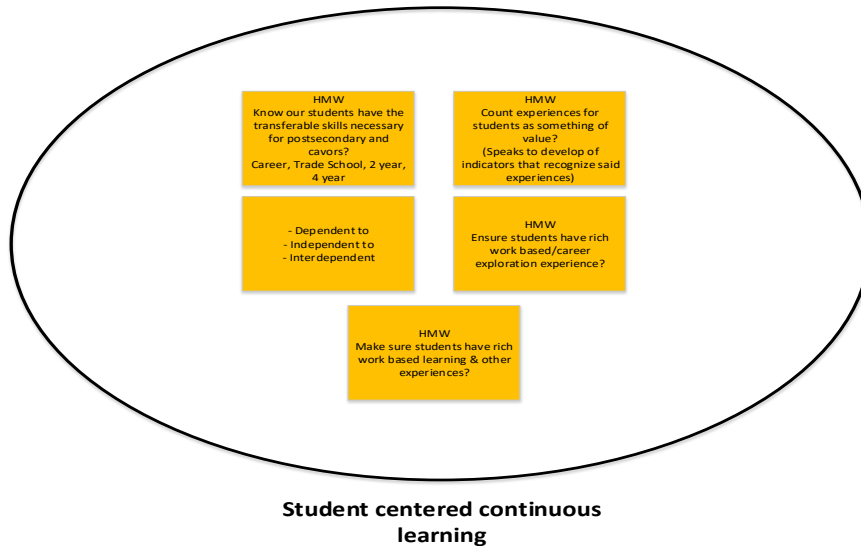 HMW
Know our students have the
transferable skills necessary
for postsecondary and
cavors?
Career, Trade School, 2 year,
4 year
HMW
Count experiences for
students as something of
value?
(Speaks to develop of
indicators that recognize said
experiences)
- Dependent to
- Independent to
- Interdependent
HMW
Ensure students have rich
work based/career
exploration experience?
HMW
Make sure students have rich
work based learning & other
experiences?
Student centered continuous
learning